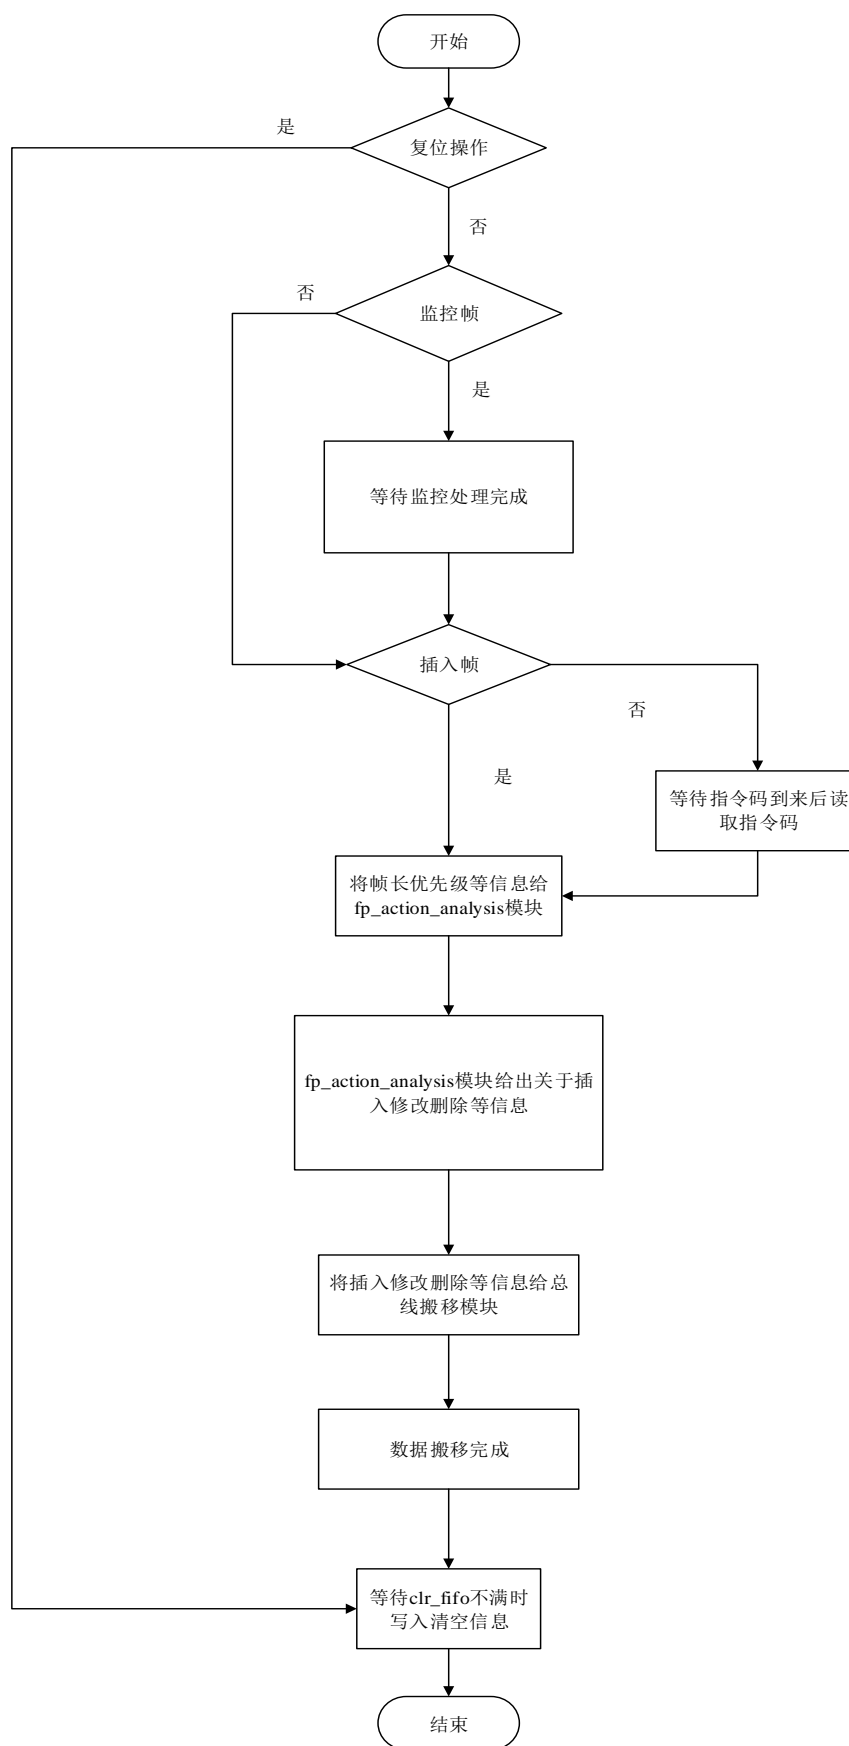 开始
是
复位操作
否
否
监控帧
是
等待监控处理完成
插入帧
否
是
等待指令码到来后读
取指令码
将帧长优先级等信息给
fp_action_analysis模块
fp_action_analysis模块给出关于插
入修改删除等信息
将插入修改删除等信息给总
线搬移模块
数据搬移完成
等待clr_fifo不满时
写入清空信息
结束